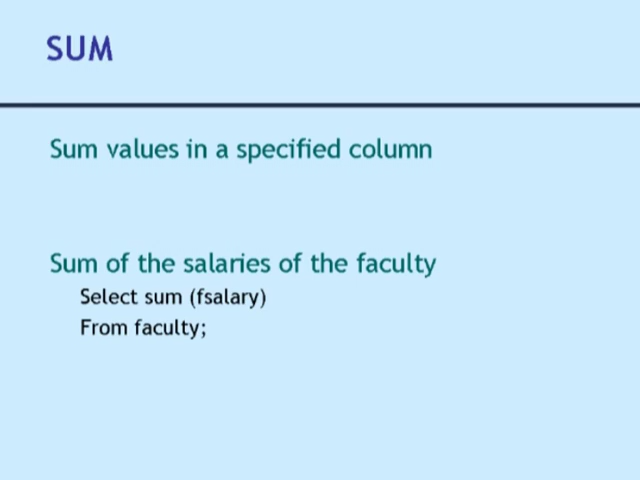 SUM
Sum values in a specified column
Sum of the salaries of the faculty
Select sum (fsalary)
From faculty;